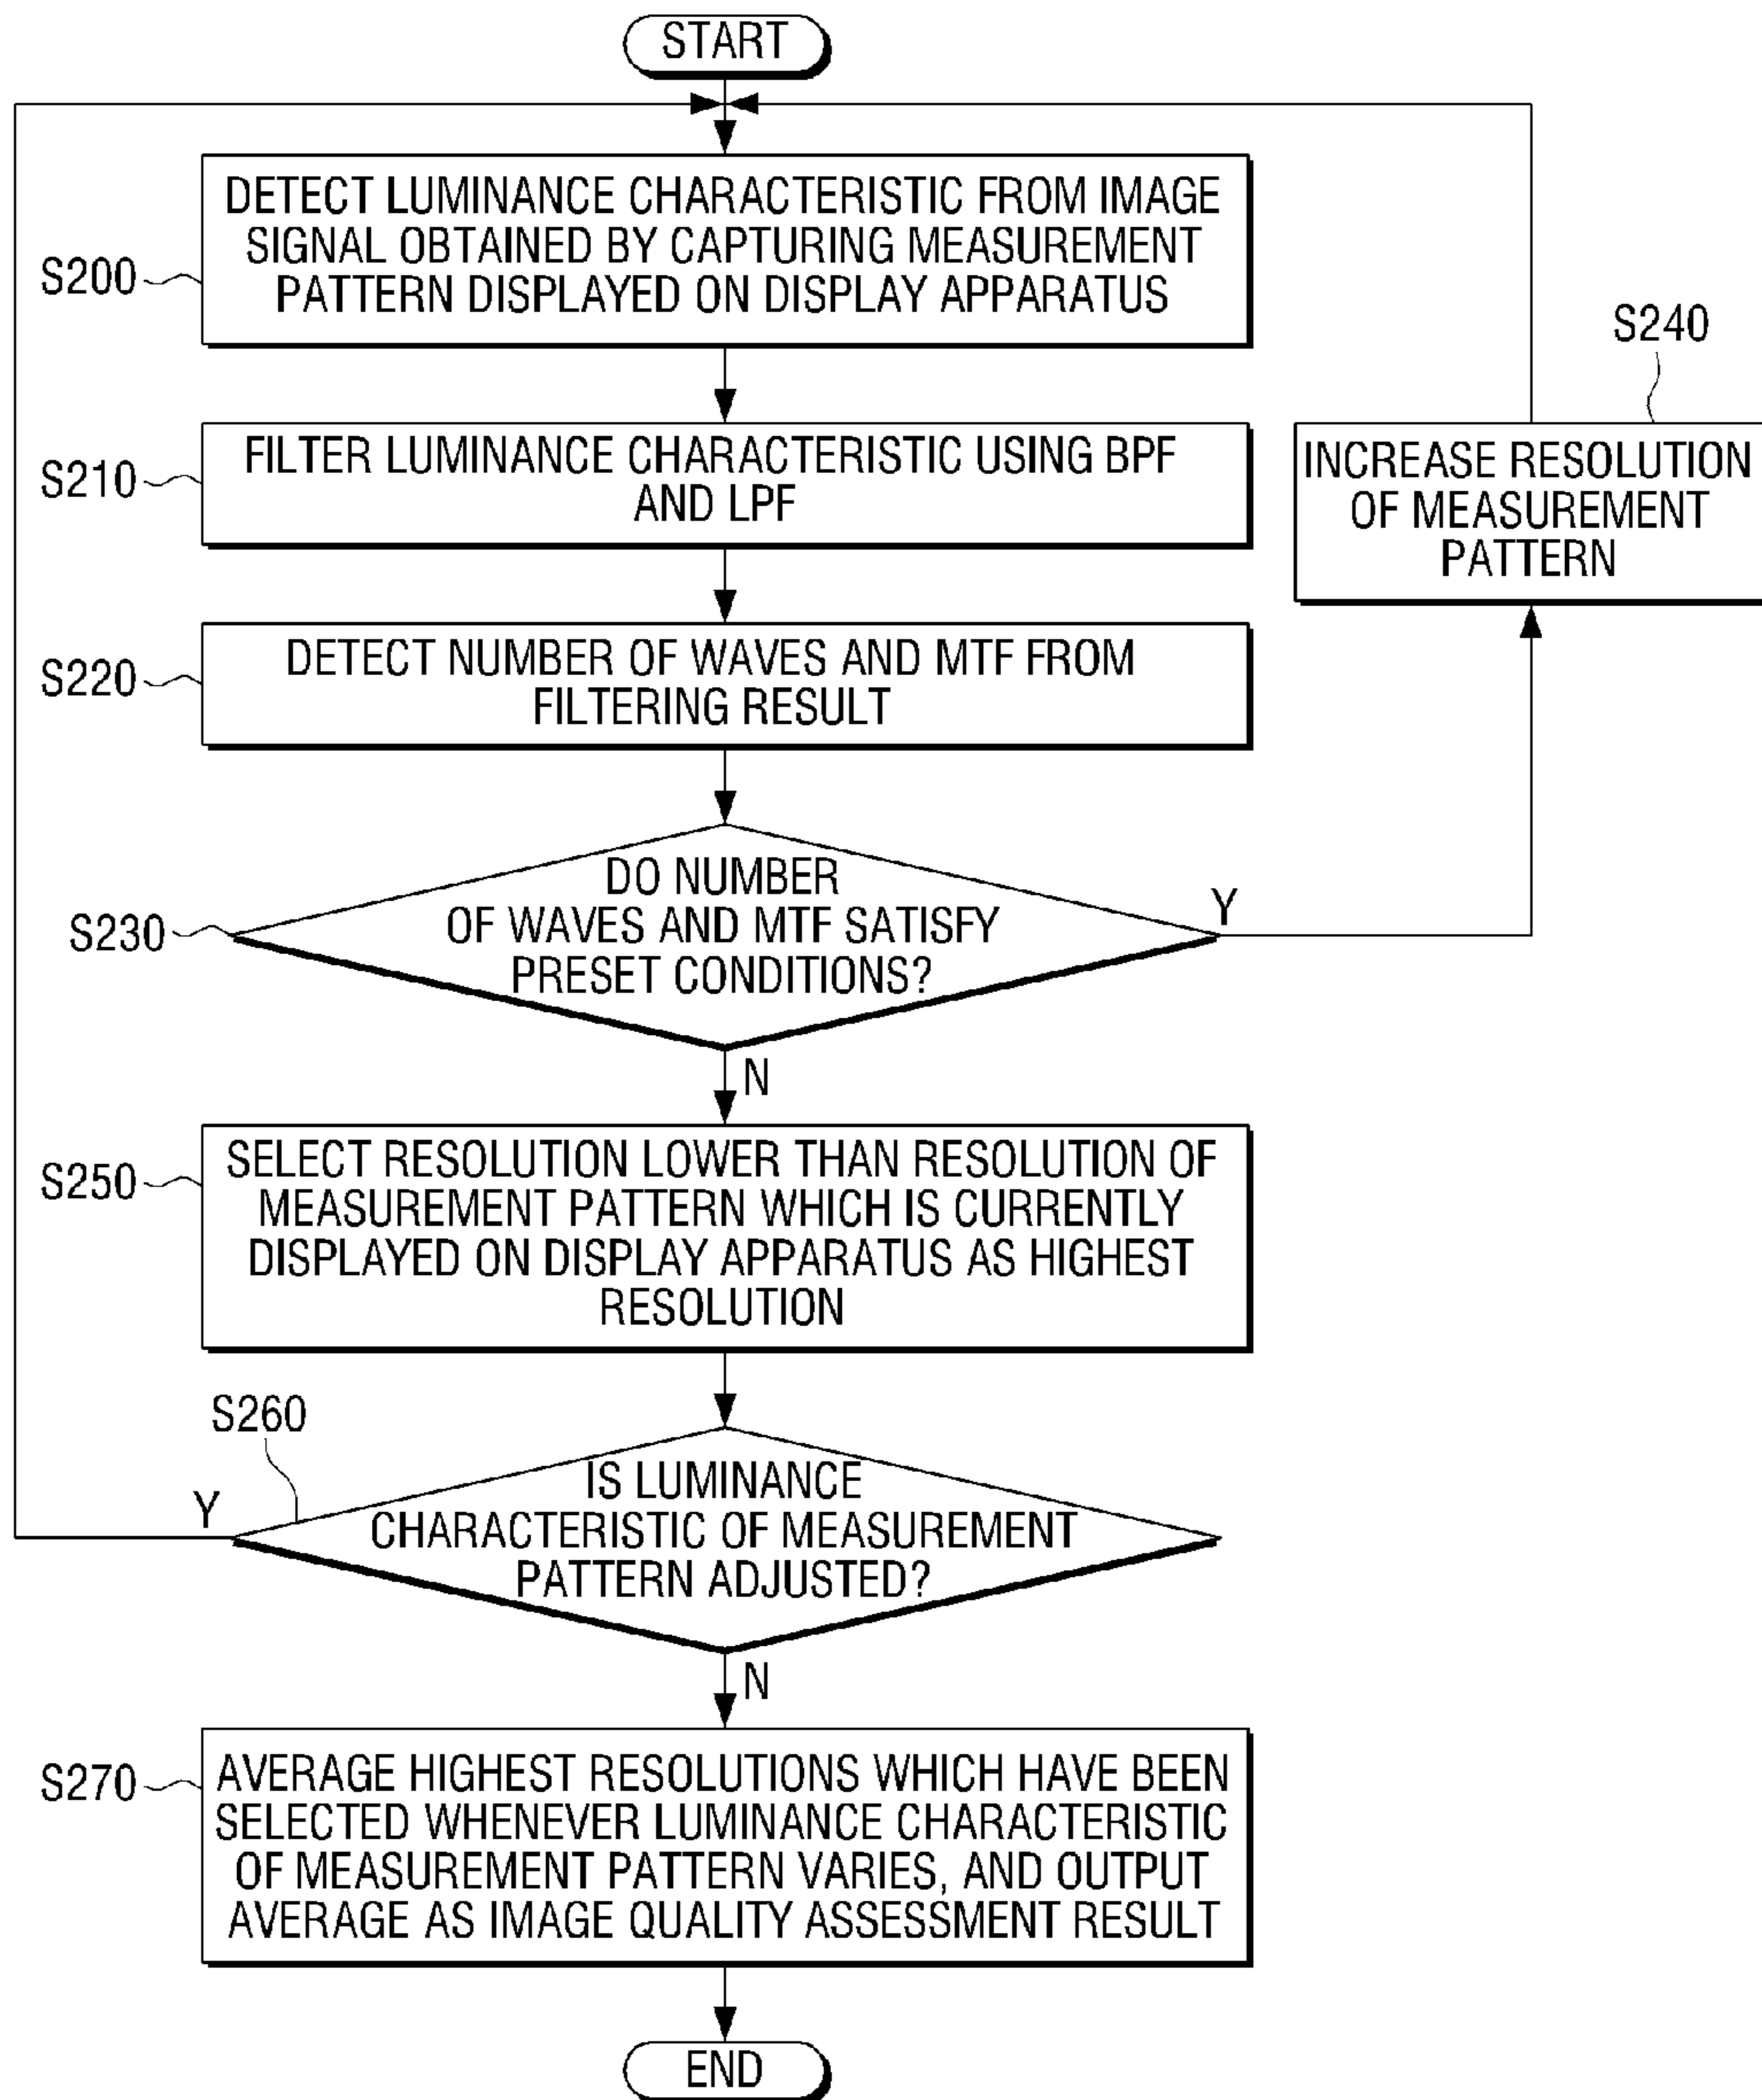 START
S200
DETECT LUMINANCE CHARACTERISTIC FROM IMAGE
SIGNAL OBTAINED BY CAPTURING MEASUREMENT
PATTERN DISPLAYED ON DISPLAY APPARATUS
S210
FILTER LUMINANCE CHARACTERISTIC USING BPF
AND LPF
S240
INCREASE RESOLUTION
OF MEASUREMENT
PATTERN
S220
DETECT NUMBER OF WAVES AND MTF FROM
FILTERING RESULT
S230
DO NUMBER
OF WAVES AND MTF SATISFY
PRESET CONDITIONS?
Y
N
S250
SELECT RESOLUTION LOWER THAN RESOLUTION OF
MEASUREMENT PATTERN WHICH IS CURRENTLY
DISPLAYED ON DISPLAY APPARATUS AS HIGHEST
RESOLUTION
S260
IS LUMINANCE
CHARACTERISTIC OF MEASUREMENT
PATTERN ADJUSTED?
Y
N
S270
AVERAGE HIGHEST RESOLUTIONS WHICH HAVE BEEN
SELECTED WHENEVER LUMINANCE CHARACTERISTIC
OF MEASUREMENT PATTERN VARIES, AND OUTPUT
AVERAGE AS IMAGE QUALITY ASSESSMENT RESULT
END